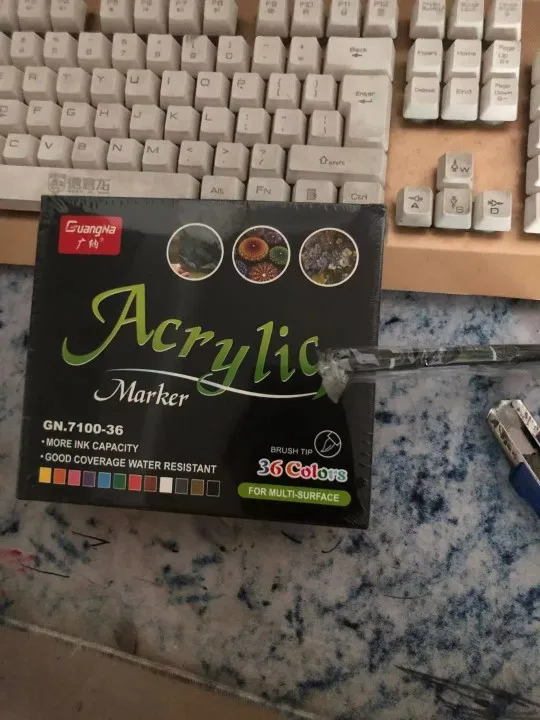 Back
Enter
Home
Page Up
Delete
End
Page Down
T
Y
U
I
O
F
G
H
J
K
L
C
V
B
N
M
shift
Alt
Fn
Ctrl
W
A
S
D
GuangNa
广纳®
Acrylic
Marker
GN.7100-36
• MORE INK CAPACITY
• GOOD COVERAGE WATER RESISTANT
BRUSH TIP
36 Colors
FOR MULTI-SURFACE